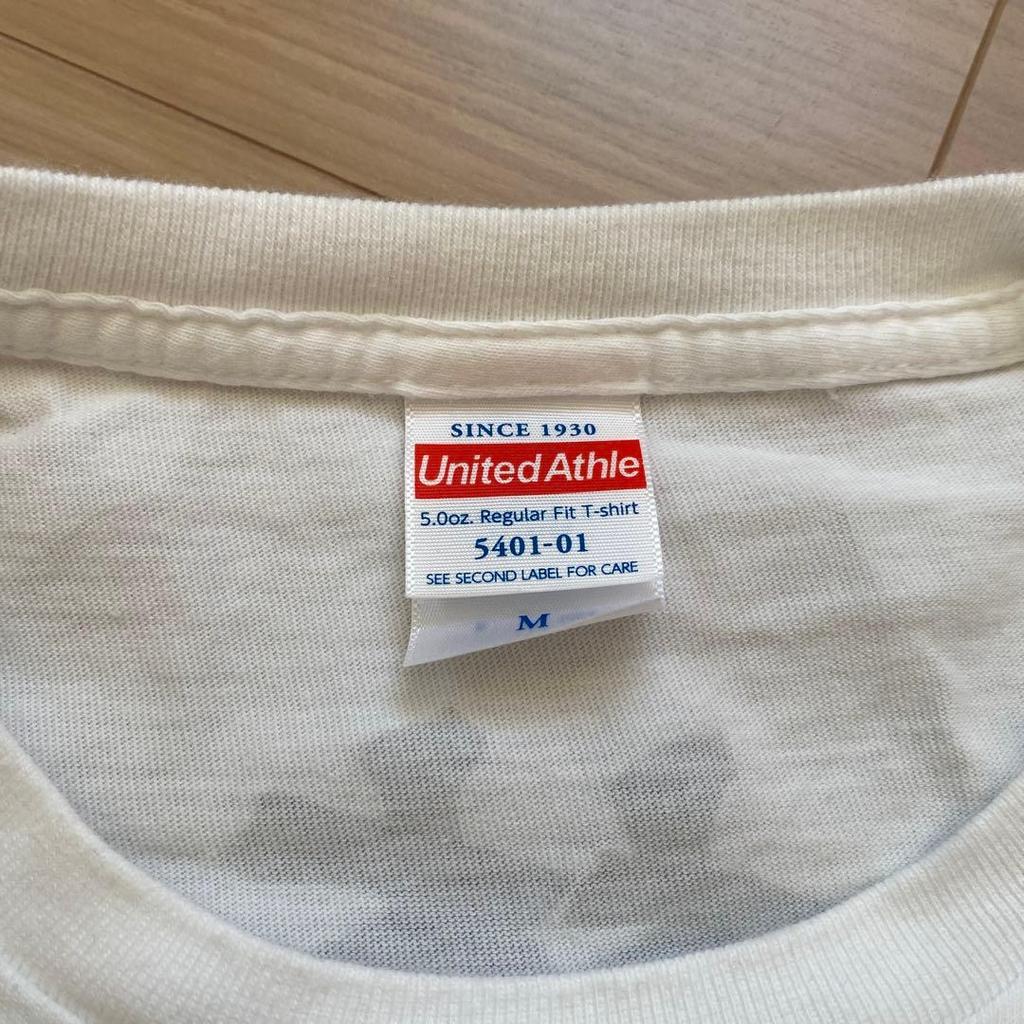 SINCE 1930
United Athle
5.0oz. Regular Fit T-shirt
5401-01
SEE SECOND LABEL FOR CARE
M